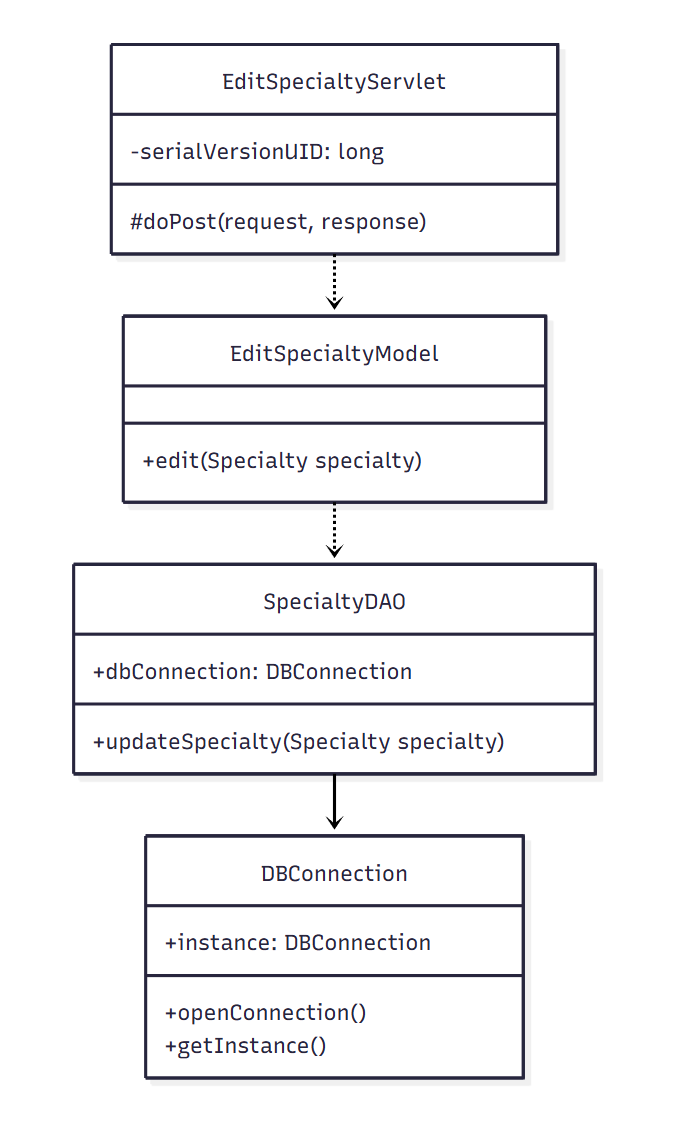 EditSpecialtyServlet
-serialVersionUID: long
#doPost(request, response)
EditSpecialtyModel
+edit(Specialty specialty)
SpecialtyDAO
+dbConnection: DBConnection
+updateSpecialty(Specialty specialty)
DBConnection
+instance: DBConnection
+openConnection()
+getInstance()